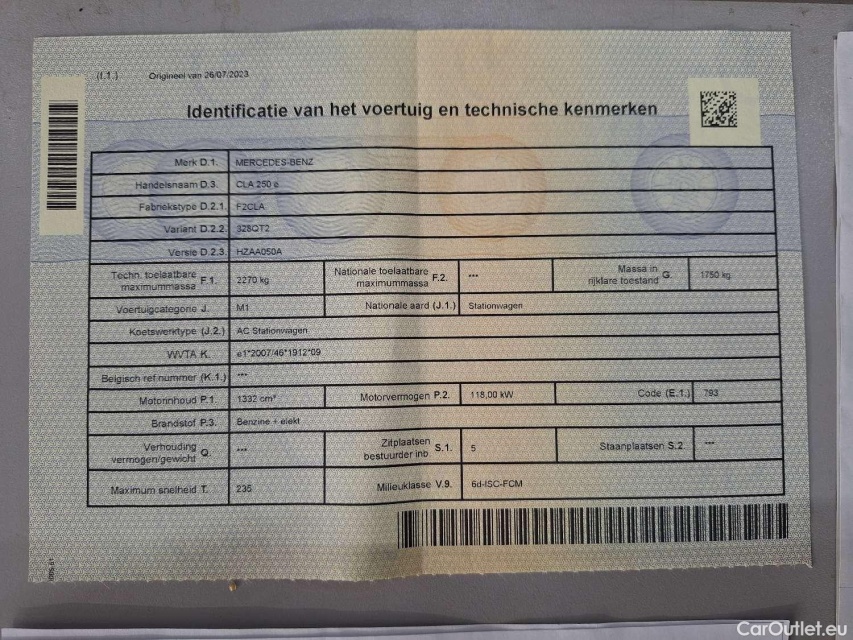 (I.1.) Origineel van 26/07/2023
Identificatie van het voertuig en technische kenmerken
Merk D.1. MERCEDES-BENZ
Handelsnaam D.3. CLA 250 e
Fabriekstype D.2.1. F2CLA
Variant D.2.2. 328QT2
Versie D.2.3. HZAA050A
Techn. toelaatbare maximummassa F.1. 2270 kg Nationale toelaatbare maximummassa F.2. *** Massa in rijklare toestand G. 1750 kg
Voertuigcategorie J. M1 Nationale aard (J.1.) Stationwagen
Koetswerktype (J.2.) AC Stationwagen
WVTA K. e1*2007/46*1912*09
Belgisch ref.nummer (K.1.) ***
Motorinhoud P.1. 1332 cm³ Motorvermogen P.2. 118,00 kW Code (E.1.) 793
Brandstof P.3. Benzine + elekt
Verhouding vermogen/gewicht Q. *** Zitplaatsen bestuurder inb. S.1. 5 Staanplaatsen S.2. ***
Maximum snelheid T. 235 Milieuklasse V.9. 6d-ISC-FCM
CarOutlet.eu